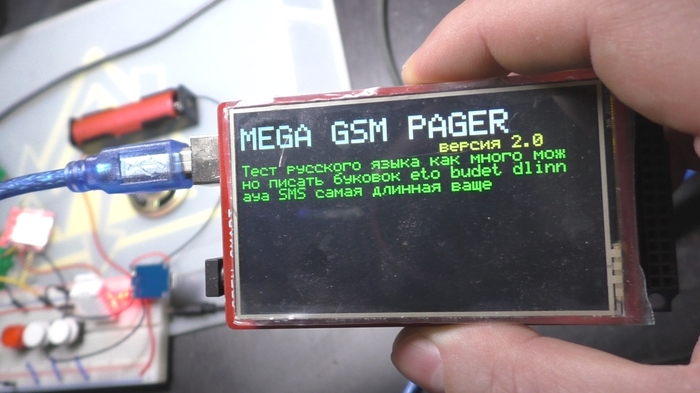 MEGA GSM PAGER
версия 2.0
Тест русского языка как много мож
но писать буковок eto budet dlinn
aya SMS самая длинная ваще